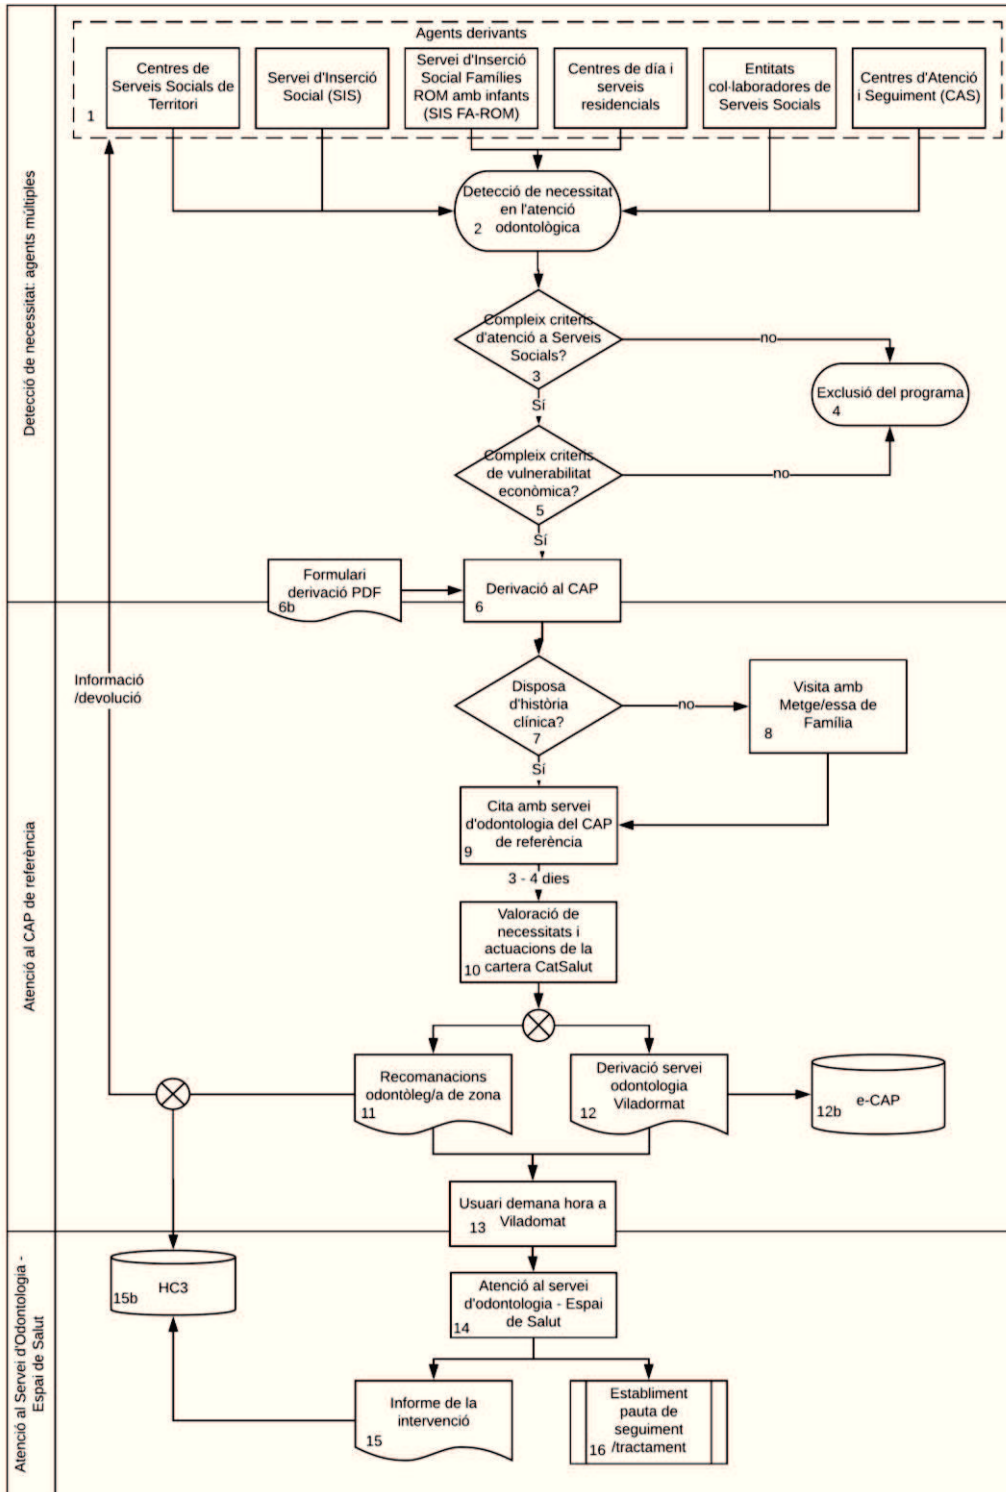 Agents derivants
Centres de
Serveis Socials de
Territori
Servei d'Inserció
Social (SIS)
Servei d'Inserció
Social Famílies
ROM amb infants
(SIS FA-ROM)
Centres de día i
serveis
residencials
Entitats
col·laboradores de
Serveis Socials
Centres d'Atenció
i Seguiment (CAS)
1
Detecció de necessitat: agents múltiples
Detecció de necessitat
en l'atenció
odontològica
2
Compleix criteris
d'atenció a Serveis
Socials?
3
no
Sí
Exclusió del programa
4
Compleix criteris
de vulnerabilitat
econòmica?
5
no
Sí
Formulari
derivació PDF
6b
Derivació al CAP
6
Atenció al CAP de referència
Informació
/devolució
Disposa
d'història
clínica?
7
no
Sí
Visita amb
Metge/essa de
Família
8
Cita amb servei
d'odontologia del CAP
de referència
9
3 - 4 dies
Valoració de
necessitats i
actuacions de la
cartera CatSalut
10
Recomanacions
odontòleg/a de zona
11
Derivació servei
odontologia
Viladormat
12
e-CAP
12b
Usuari demana hora a
Viladomat
13
Atenció al Servei d'Odontologia -
Espai de Salut
HC3
15b
Atenció al servei
d'odontologia - Espai
de Salut
14
Informe de la
intervenció
15
Establiment
pauta de
seguiment
/tractament
16